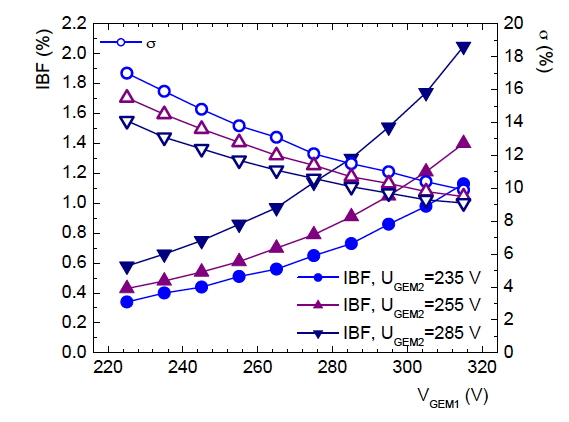 2.2
2.0
1.8
1.6
1.4
1.2
1.0
0.8
0.6
0.4
0.2
0.0
IBF (%)
σ
20
18
16
14
12
10
8
6
4
2
0
σ (%)
IBF, UGEM2=235 V
IBF, UGEM2=255 V
IBF, UGEM2=285 V
220 240 260 280 300 320
VGEM1 (V)